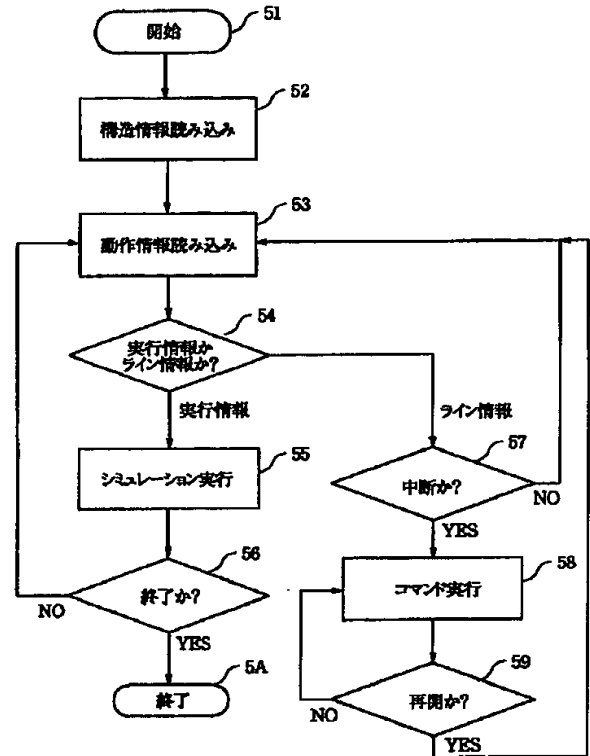 開始
51
52
構造情報読み込み
53
動作情報読み込み
54
実行情報か
ライン情報か?
実行情報
ライン情報
55
シミュレーション実行
57
中断か?
NO
YES
56
終了か?
NO
YES
58
コマンド実行
5A
終了
59
再開か?
NO
YES